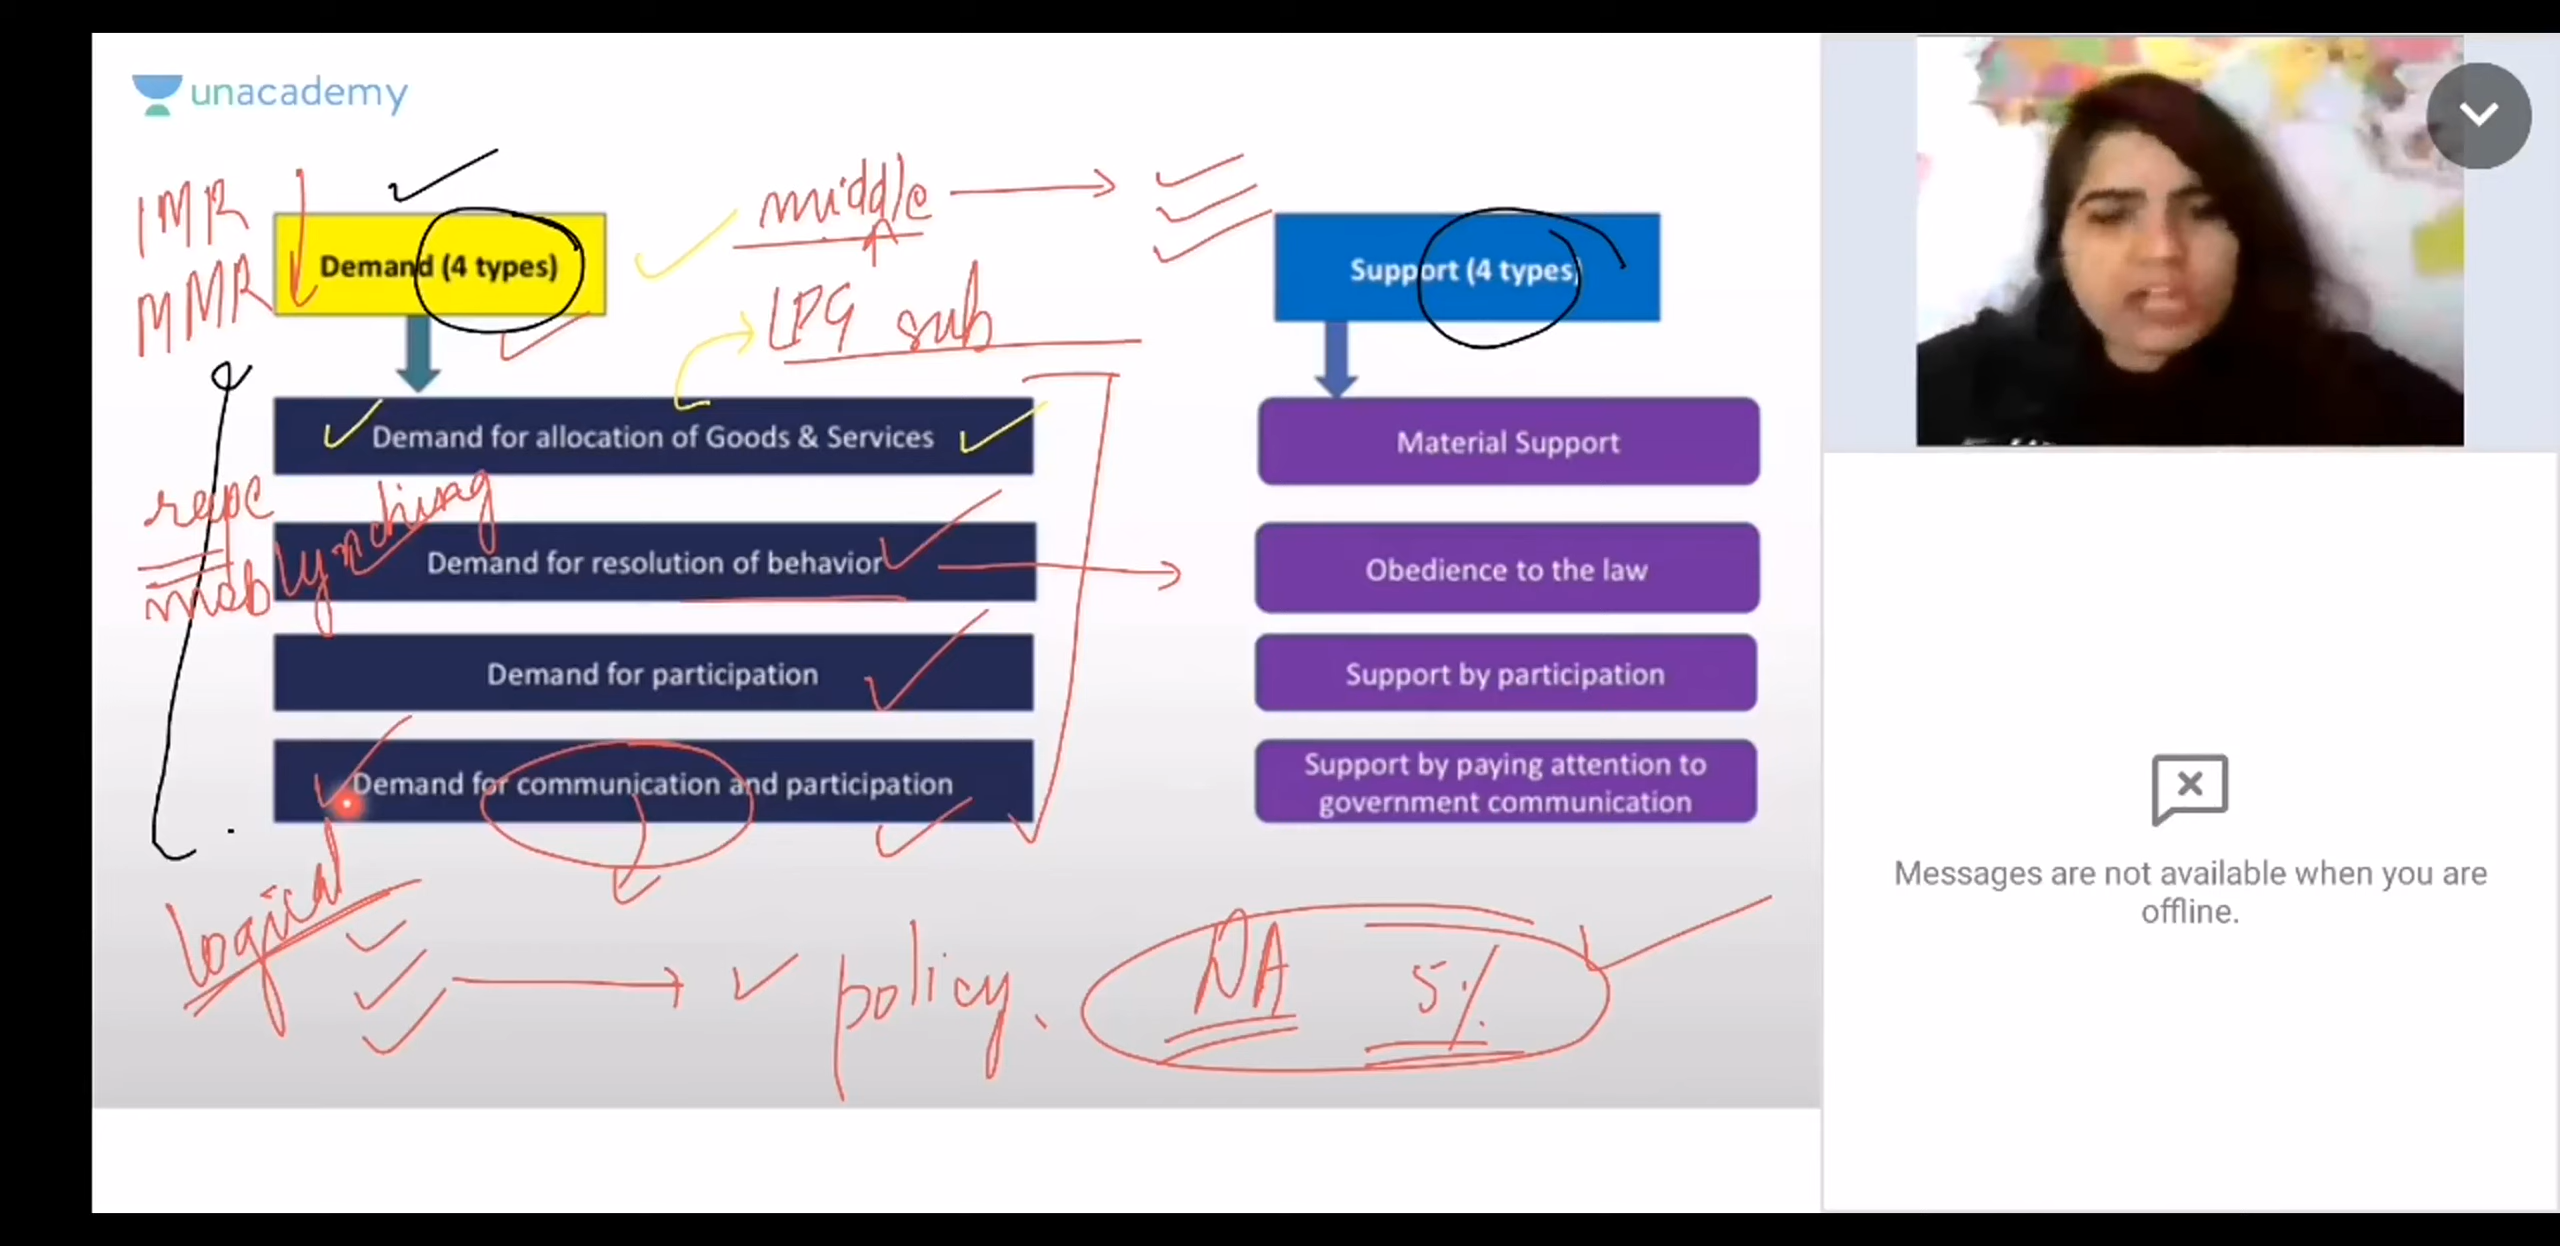 unacademy
IMR
MMR
middle
LPG sub
Demand (4 types)
Demand for allocation of Goods & Services
rape
mob lynching
Demand for resolution of behavior
Demand for participation
Demand for communication and participation
logical
policy.
5%
Support (4 types)
Material Support
Obedience to the law
Support by participation
Support by paying attention to
government communication
Messages are not available when you are
offline.